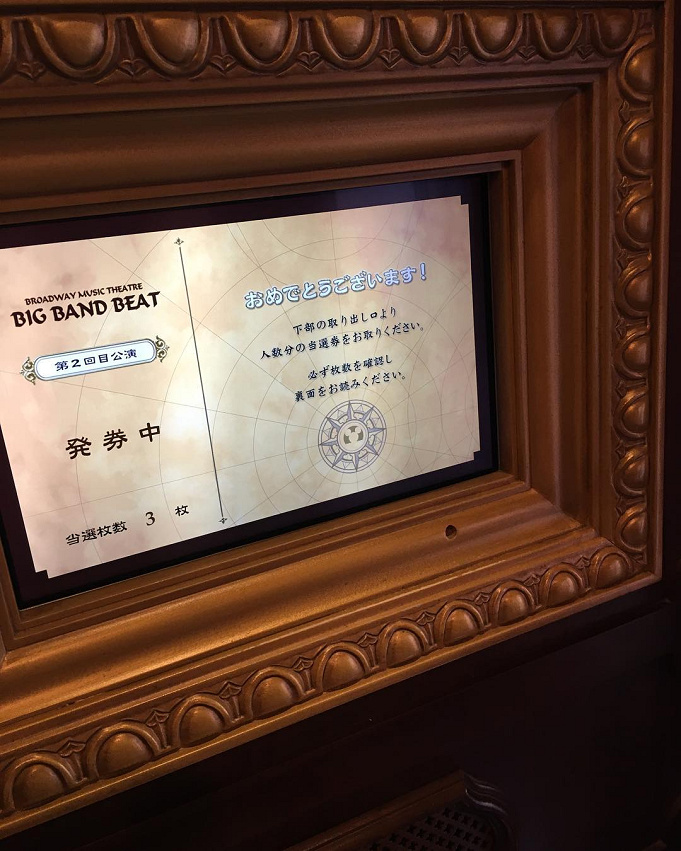 BROADWAY MUSIC THEATRE
BIG BAND BEAT
第2回目公演
発券中
当選枚数 3 枚
おめでとうございます!
下部の取り出し口より
人数分の当選券をお取りください。
必ず枚数を確認し
裏面をお読みください。